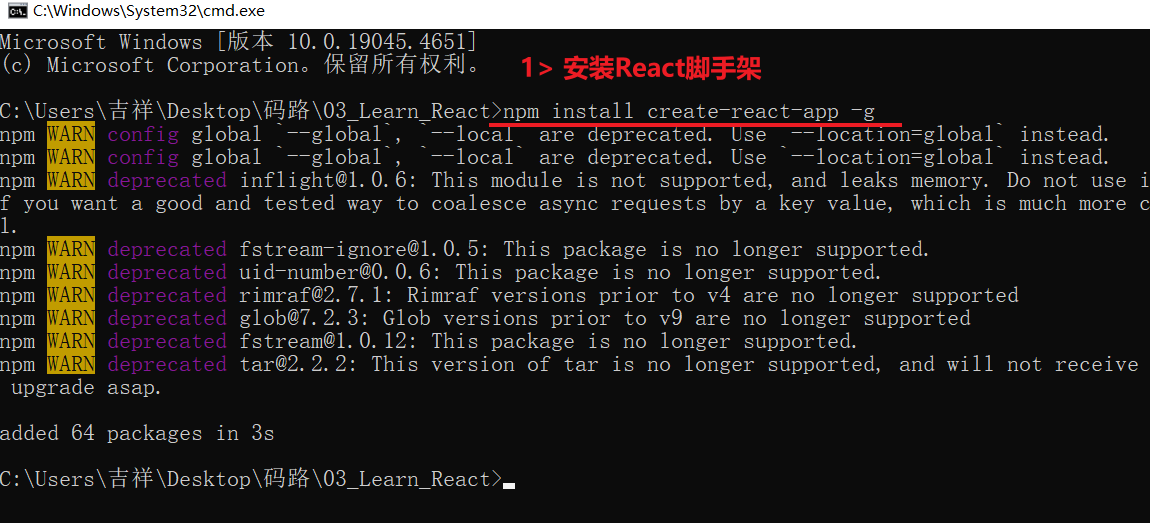 C:\Windows\System32\cmd.exe
Microsoft Windows [版本 10.0.19045.4651]
(c) Microsoft Corporation。保留所有权利。
1> 安装React脚手架
C:\Users\吉祥\Desktop\码路\03_Learn_React>npm install create-react-app -g
npm WARN config global `--global`, `--local` are deprecated. Use `--location=global` instead.
npm WARN config global `--global`, `--local` are deprecated. Use `--location=global` instead.
npm WARN deprecated inflight@1.0.6: This module is not supported, and leaks memory. Do not use i
f you want a good and tested way to coalesce async requests by a key value, which is much more c
l.
npm WARN deprecated fstream-ignore@1.0.5: This package is no longer supported.
npm WARN deprecated uid-number@0.0.6: This package is no longer supported.
npm WARN deprecated rimraf@2.7.1: Rimraf versions prior to v4 are no longer supported
npm WARN deprecated glob@7.2.3: Glob versions prior to v9 are no longer supported
npm WARN deprecated fstream@1.0.12: This package is no longer supported.
npm WARN deprecated tar@2.2.2: This version of tar is no longer supported, and will not receive
upgrade asap.
added 64 packages in 3s
C:\Users\吉祥\Desktop\码路\03_Learn_React>